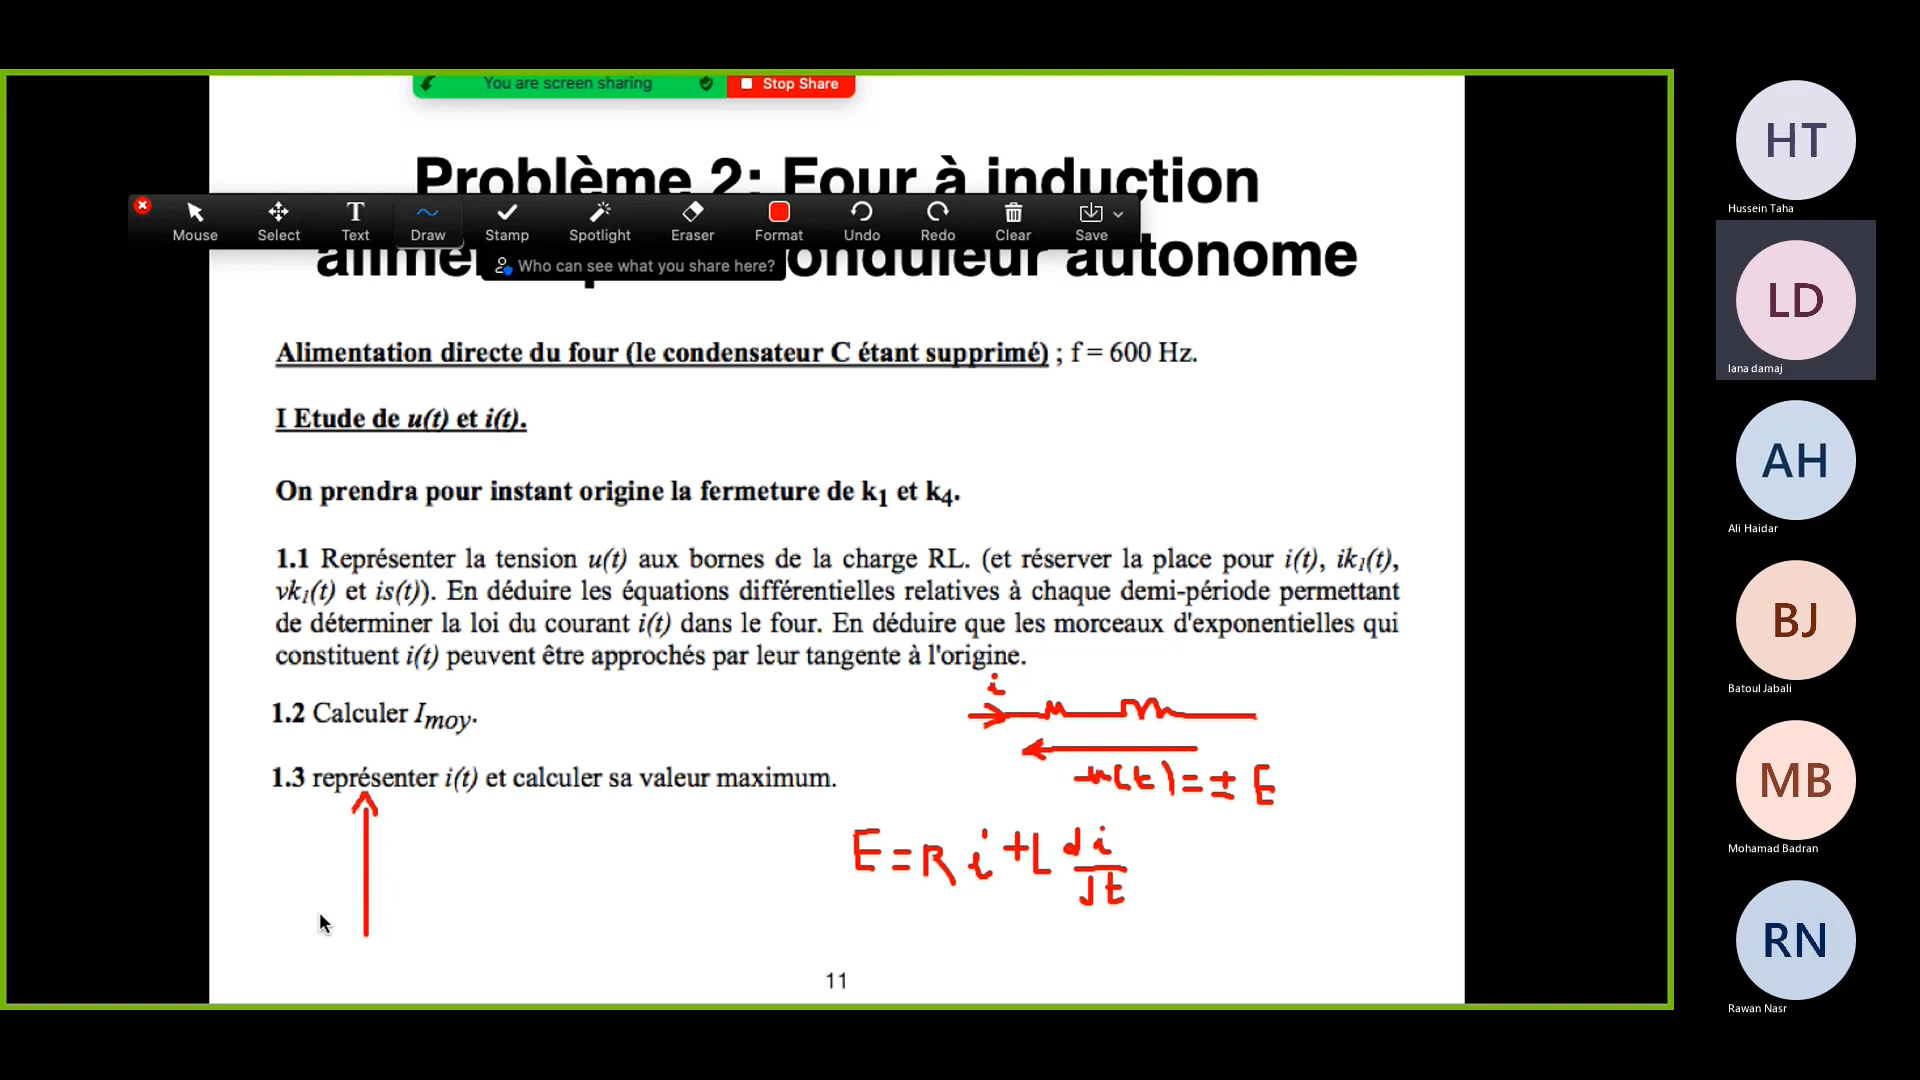 You are screen sharing
Stop Share
Problème 2: Four à induction
Mouse
Select
Text
Draw
Stamp
Spotlight
Eraser
Format
Undo
Redo
Clear
Save
onduleur autonome
Who can see what you share here?
Alimentation directe du four (le condensateur C étant supprimé) ; f = 600 Hz.
I Etude de u(t) et i(t).
On prendra pour instant origine la fermeture de k1 et k4.
1.1 Représenter la tension u(t) aux bornes de la charge RL. (et réserver la place pour i(t), ik1(t),
vk1(t) et is(t)). En déduire les équations différentielles relatives à chaque demi-période permettant
de déterminer la loi du courant i(t) dans le four. En déduire que les morceaux d'exponentielles qui
constituent i(t) peuvent être approchés par leur tangente à l'origine.
i
1.2 Calculer Imoy.
1.3 représenter i(t) et calculer sa valeur maximum.
u(t) = ± E
E = R i + L di/dt
11
HT
Hussein Taha
LD
lana damaj
AH
Ali Haidar
BJ
Batoul Jabali
MB
Mohamad Badran
RN
Rawan Nasr